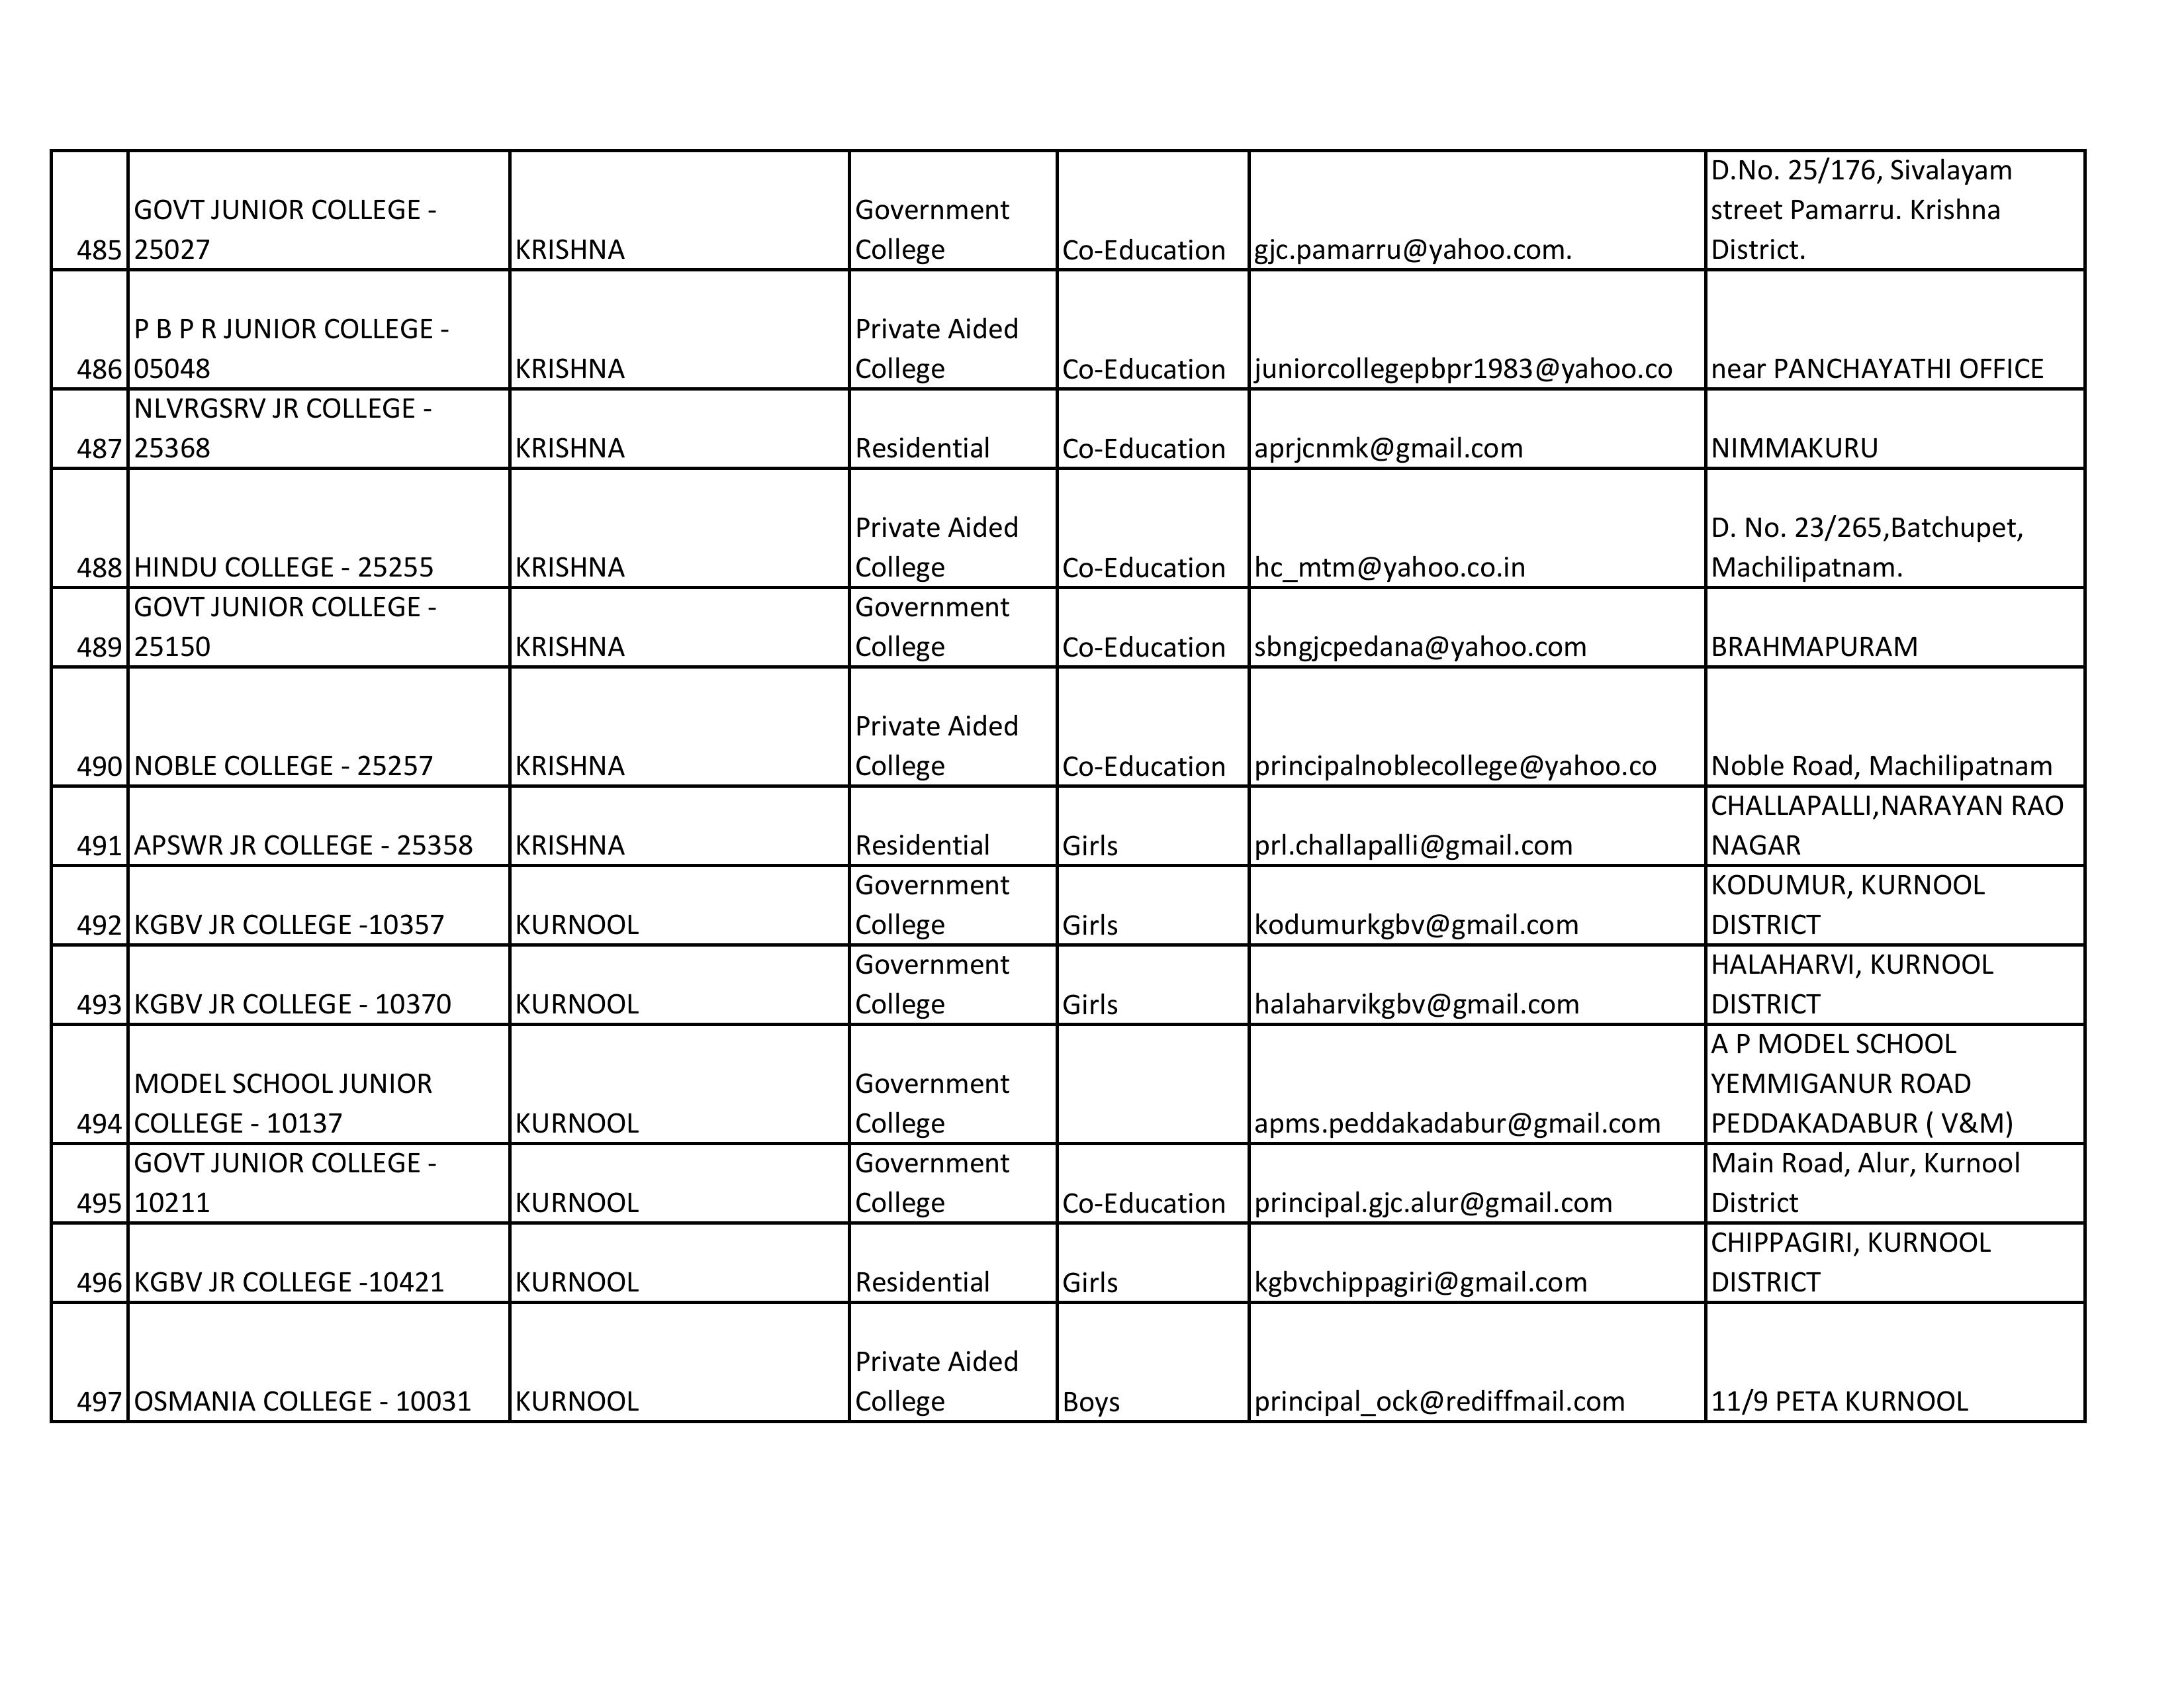 485 GOVT JUNIOR COLLEGE - 25027 KRISHNA Government College Co-Education gjc.pamarru@yahoo.com. D.No. 25/176, Sivalayam street Pamarru. Krishna District.
486 P B P R JUNIOR COLLEGE - 05048 KRISHNA Private Aided College Co-Education juniorcollegepbpr1983@yahoo.co near PANCHAYATHI OFFICE
487 NLVRGSRV JR COLLEGE - 25368 KRISHNA Residential Co-Education aprjcnmk@gmail.com NIMMAKURU
488 HINDU COLLEGE - 25255 KRISHNA Private Aided College Co-Education hc_mtm@yahoo.co.in D. No. 23/265,Batchupet, Machilipatnam.
489 GOVT JUNIOR COLLEGE - 25150 KRISHNA Government College Co-Education sbngjcpedana@yahoo.com BRAHMAPURAM
490 NOBLE COLLEGE - 25257 KRISHNA Private Aided College Co-Education principalnoblecollege@yahoo.co Noble Road, Machilipatnam
491 APSWR JR COLLEGE - 25358 KRISHNA Residential Girls prl.challapalli@gmail.com CHALLAPALLI,NARAYAN RAO NAGAR
492 KGBV JR COLLEGE -10357 KURNOOL Government College Girls kodumurkgbv@gmail.com KODUMUR, KURNOOL DISTRICT
493 KGBV JR COLLEGE - 10370 KURNOOL Government College Girls halaharvikgbv@gmail.com HALAHARVI, KURNOOL DISTRICT
494 MODEL SCHOOL JUNIOR COLLEGE - 10137 KURNOOL Government College apms.peddakadabur@gmail.com A P MODEL SCHOOL YEMMIGANUR ROAD PEDDAKADABUR ( V&M)
495 GOVT JUNIOR COLLEGE - 10211 KURNOOL Government College Co-Education principal.gjc.alur@gmail.com Main Road, Alur, Kurnool District
496 KGBV JR COLLEGE -10421 KURNOOL Residential Girls kgbvchippagiri@gmail.com CHIPPAGIRI, KURNOOL DISTRICT
497 OSMANIA COLLEGE - 10031 KURNOOL Private Aided College Boys principal_ock@rediffmail.com 11/9 PETA KURNOOL